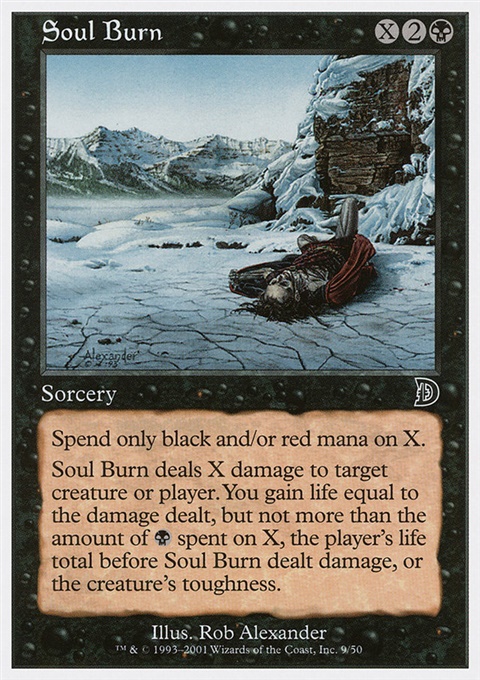 Soul Burn X2
Alexander
Sorcery D
Spend only black and/or red mana on X.
Soul Burn deals X damage to target
creature or player. You gain life equal to
the damage dealt, but not more than the
amount of spent on X, the player's life
total before Soul Burn dealt damage, or
the creature's toughness.
Illus. Rob Alexander
™ & © 1993–2001 Wizards of the Coast, Inc. 9/50